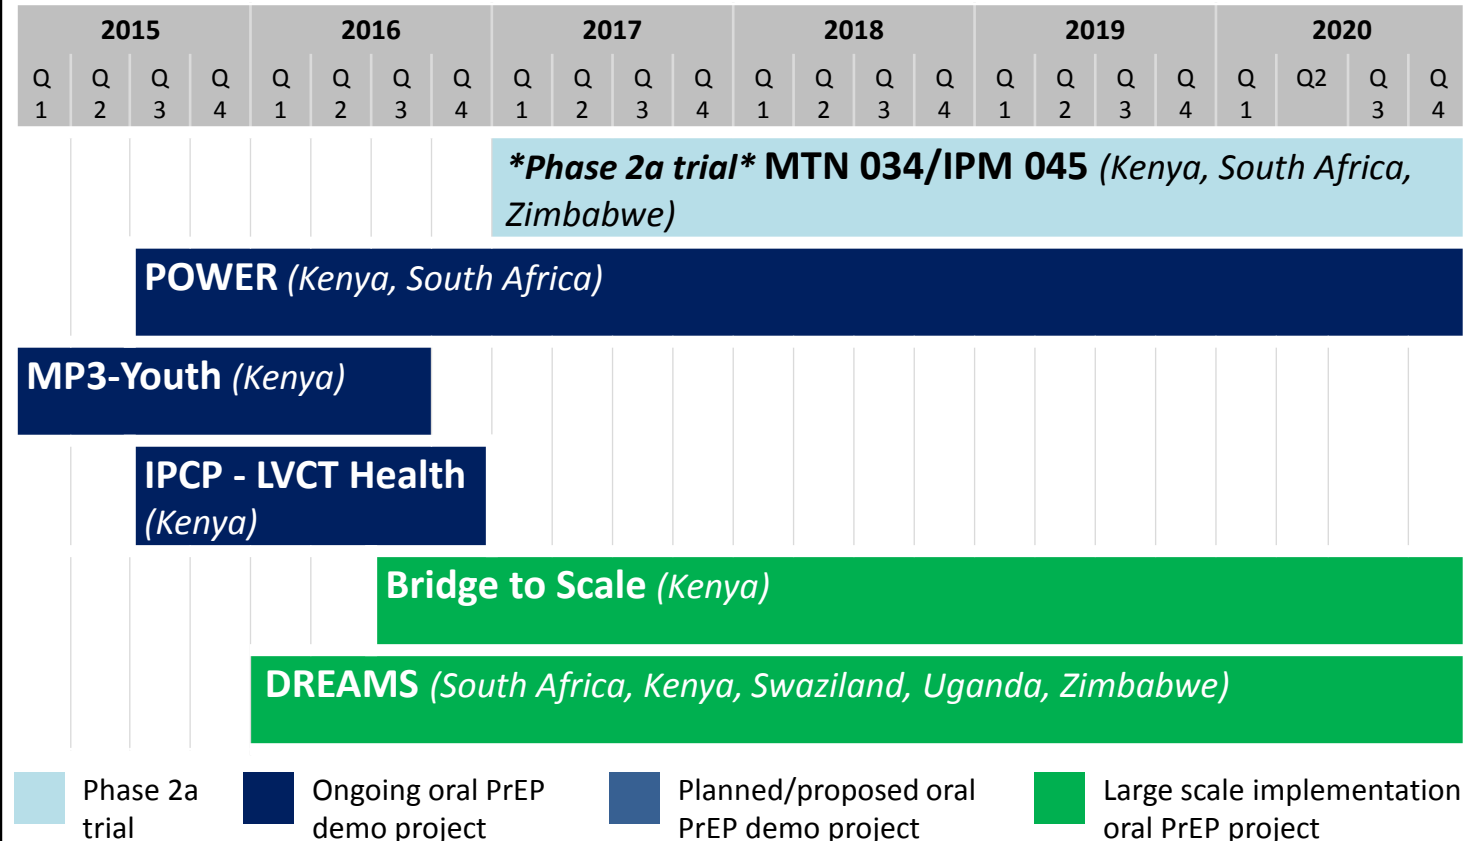 2015 2016 2017 2018 2019 2020
Q Q Q Q Q Q Q Q Q Q Q Q Q Q Q Q Q Q Q Q Q Q2 Q Q
1 2 3 4 1 2 3 4 1 2 3 4 1 2 3 4 1 2 3 4 1 3 4
*Phase 2a trial* MTN 034/IPM 045 (Kenya, South Africa,
Zimbabwe)
POWER (Kenya, South Africa)
MP3-Youth (Kenya)
IPCP - LVCT Health
(Kenya)
Bridge to Scale (Kenya)
DREAMS (South Africa, Kenya, Swaziland, Uganda, Zimbabwe)
Phase 2a
trial
Ongoing oral PrEP
demo project
Planned/proposed oral
PrEP demo project
Large scale implementation
oral PrEP project